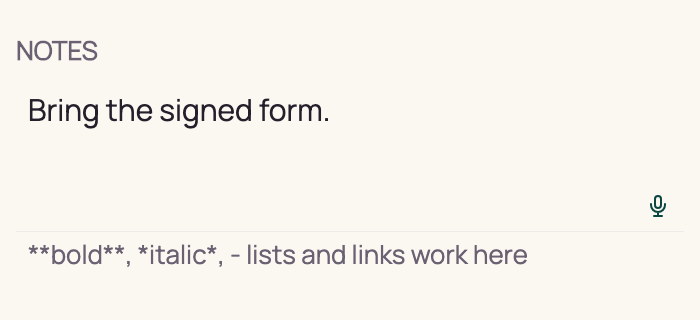 NOTES
Bring the signed form.
**bold**, *italic*, - lists and links work here